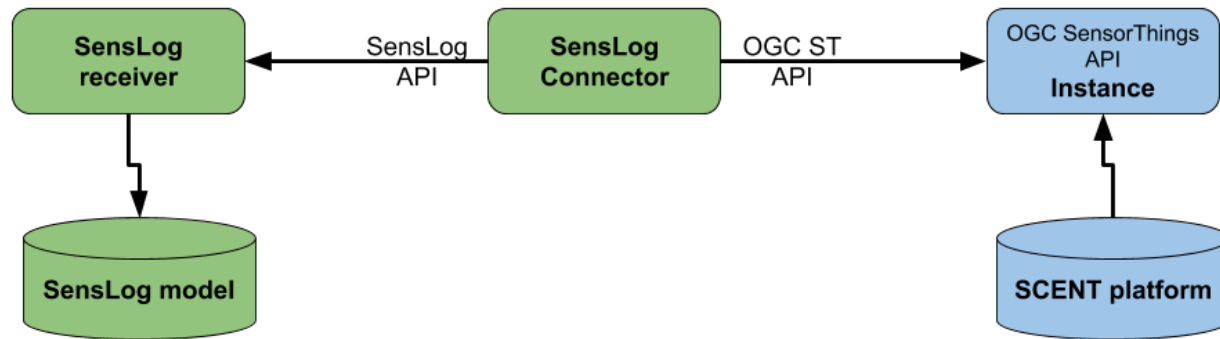 SensLog
receiver
SensLog
API
SensLog
Connector
OGC ST
API
OGC SensorThings
API
Instance
SensLog model
SCENT platform